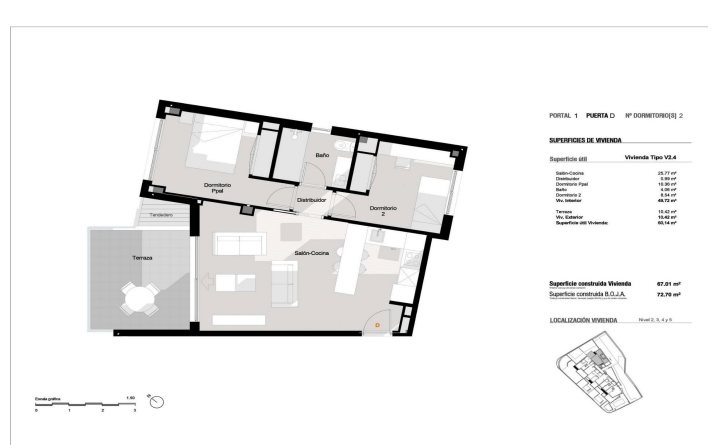 PORTAL 1 PUERTA D Nº DORMITORIO[S] 2
SUPERFICIES DE VIVIENDA
Superficie útil Vivienda Tipo V2.4
Salón-Cocina 25,77 m²
Distribuidor 0.99 m²
Dormitorio Ppal 10,36 m²
Baño 4,06 m²
Dormitorio 2 8,54 m²
Viv. Interior 49,72 m²
Terraza 10,42 m²
Viv. Exterior 10,42 m²
Superficie útil Vivienda: 60,14 m²
Superficie construida Vivienda 67.01 m²
Superficie construida B.O.J.A. 72,70 m²
LOCALIZACIÓN VIVIENDA Nivel 2, 3, 4 y 5
Baño
Dormitorio
Ppal
Distribuidor
Dormitorio
2
Tendedero
Terraza
Salón-Cocina
D
Escala gráfica 1.50
0 1 2 3
N